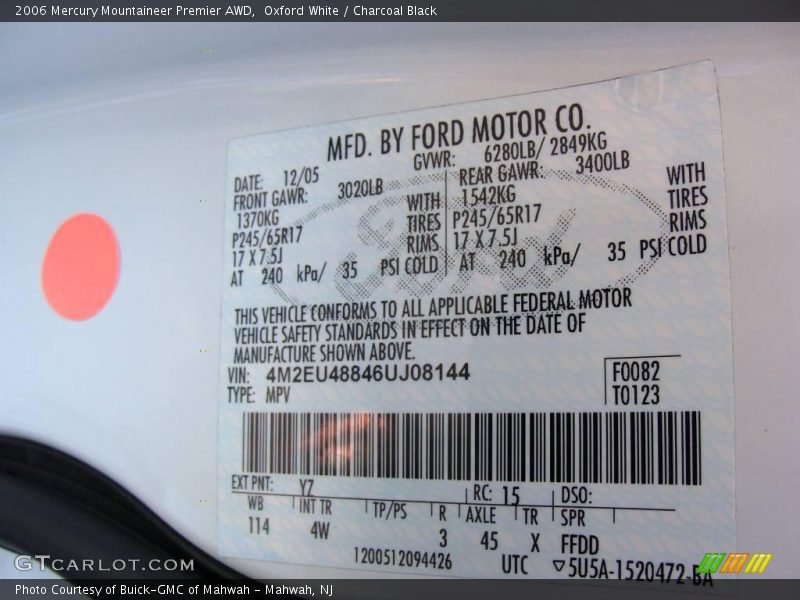 2006 Mercury Mountaineer Premier AWD, Oxford White / Charcoal Black
MFD. BY FORD MOTOR CO.
DATE: 12/05 GVWR: 6280LB/ 2849KG
FRONT GAWR: 3020LB REAR GAWR: 3400LB
1370KG WITH 1542KG WITH
P245/65R17 TIRES P245/65R17 TIRES
17 X 7.5J RIMS 17 X 7.5J RIMS
AT 240 kPa/ 35 PSI COLD AT 240 kPa/ 35 PSI COLD
Ford
THIS VEHICLE CONFORMS TO ALL APPLICABLE FEDERAL MOTOR
VEHICLE SAFETY STANDARDS IN EFFECT ON THE DATE OF
MANUFACTURE SHOWN ABOVE.
VIN: 4M2EU48846UJ08144 F0082
TYPE: MPV T0123
EXT PNT: YZ RC: 15 DSO:
WB INT TR TP/PS R AXLE TR SPR
114 4W 3 45 X FFDD
1200512094426 UTC ▽5U5A-1520472-BA
GTCARLOT.COM
Photo Courtesy of Buick-GMC of Mahwah - Mahwah, NJ